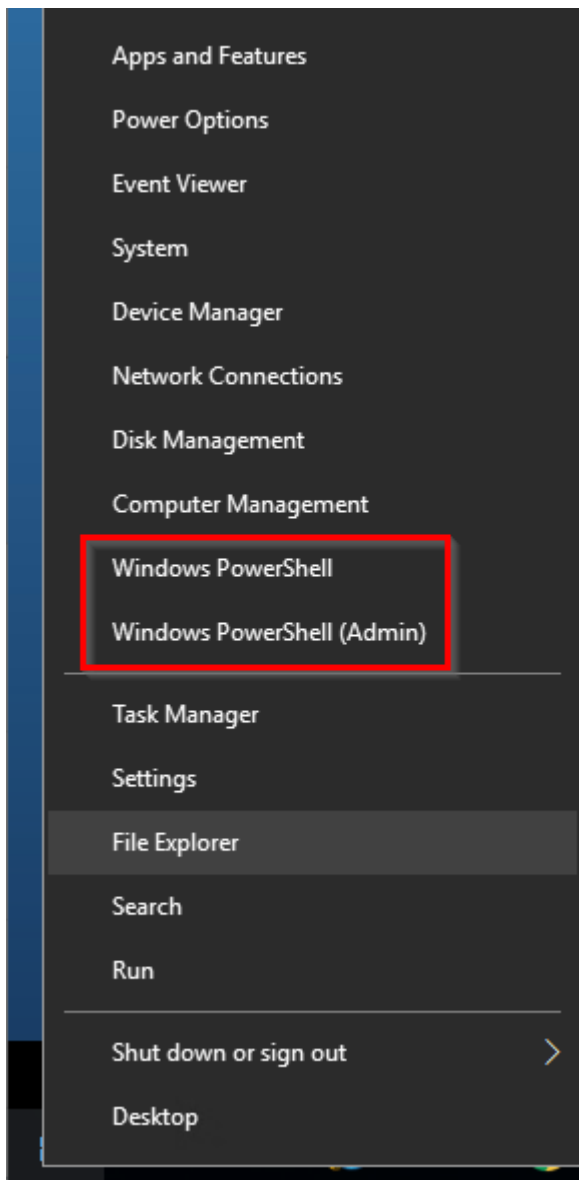 Apps and Features
Power Options
Event Viewer
System
Device Manager
Network Connections
Disk Management
Computer Management
Windows PowerShell
Windows PowerShell (Admin)
Task Manager
Settings
File Explorer
Search
Run
Shut down or sign out
Desktop